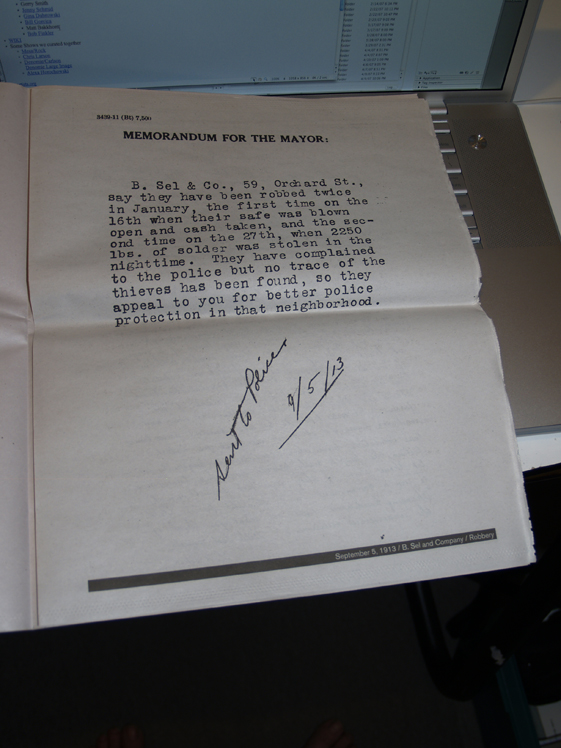 3439-11 (Bt) 7,500
MEMORANDUM FOR THE MAYOR:
B. Sel & Co., 59, Orchard St.,
say they have been robbed twice
in January, the first time on the
16th when their safe was blown
open and cash taken, and the sec-
ond time on the 27th, when 2250
lbs. of solder was stolen in the
nighttime. They have complained
to the police but no trace of the
thieves has been found, so they
appeal to you for better police
protection in that neighborhood.
Sent to Police
9/5/13
September 5, 1913 / B. Sel and Company / Robbery